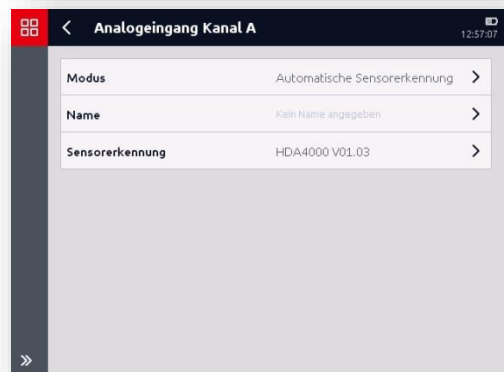 Analogeingang Kanal A
12:57:07
Modus Automatische Sensorerkennung
Name Kein Name angegeben
Sensorerkennung HDA4000 V01.03